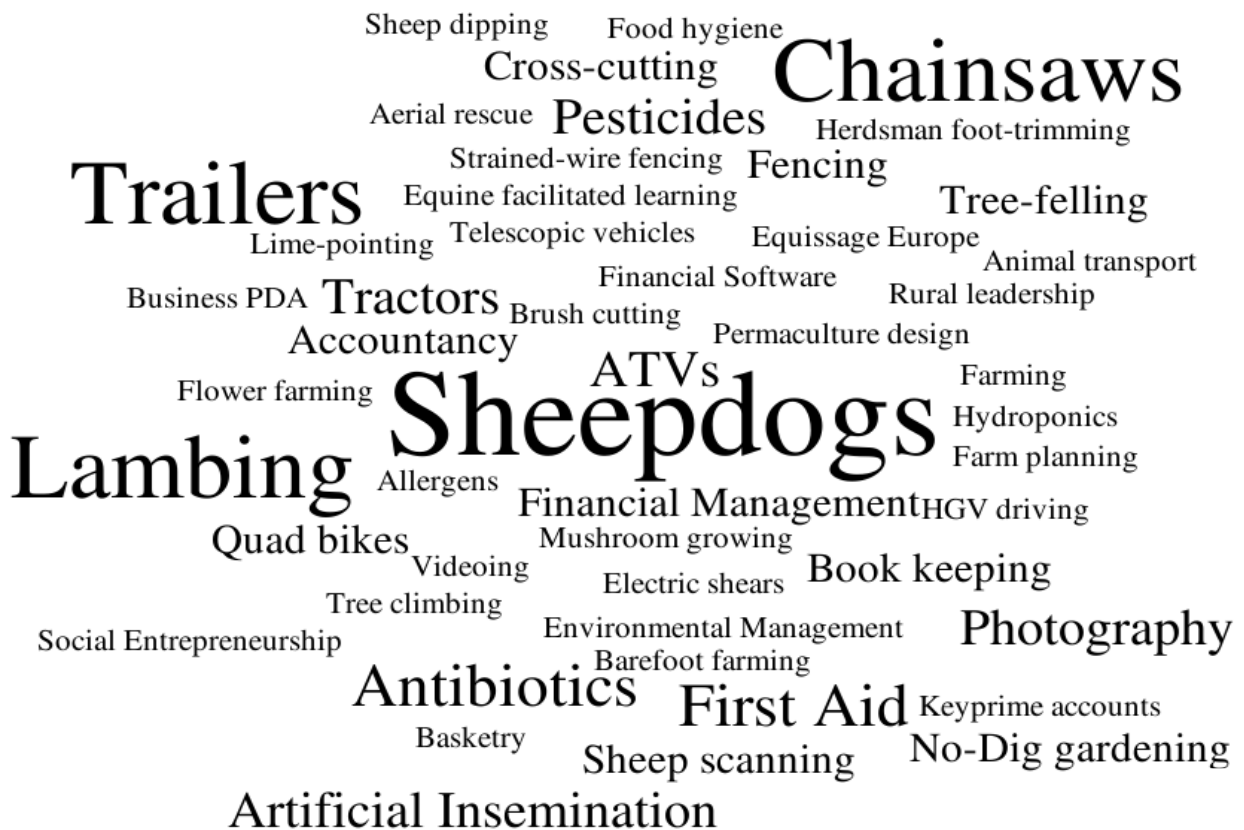 Sheep dipping
Food hygiene
Cross-cutting
Chainsaws
Aerial rescue
Pesticides
Herdsman foot-trimming
Strained-wire fencing
Fencing
Trailers
Equine facilitated learning
Tree-felling
Lime-pointing
Telescopic vehicles
Equissage Europe
Animal transport
Financial Software
Business PDA
Tractors
Rural leadership
Brush cutting
Accountancy
Permaculture design
ATVs
Farming
Flower farming
Sheepdogs
Hydroponics
Farm planning
Lambing
Allergens
Financial Management
HGV driving
Quad bikes
Mushroom growing
Videoing
Electric shears
Book keeping
Tree climbing
Social Entrepreneurship
Environmental Management
Photography
Barefoot farming
Antibiotics
First Aid
Keyprime accounts
Basketry
Sheep scanning
No-Dig gardening
Artificial Insemination